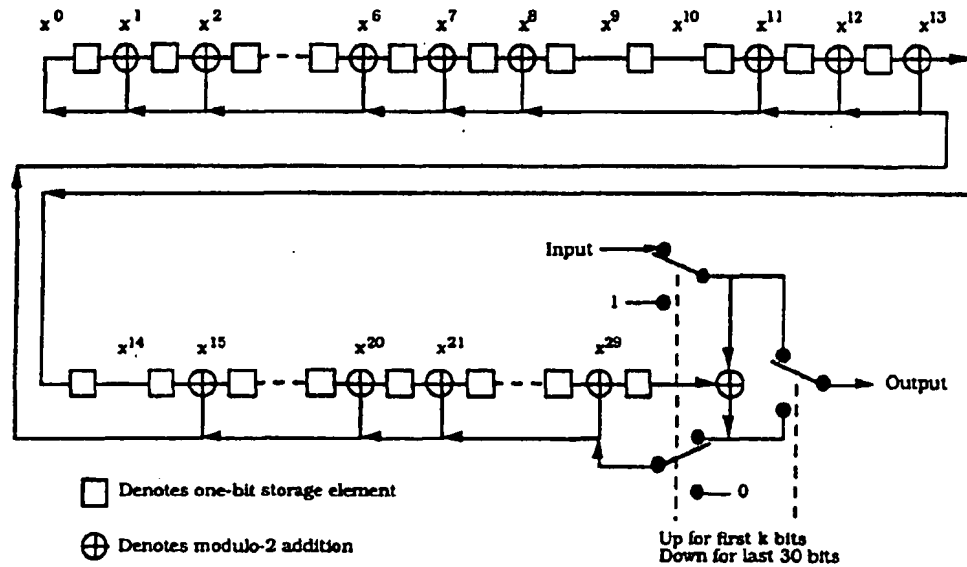 x⁰ x¹ x² x⁶ x⁷ x⁸ x⁹ x¹⁰ x¹¹ x¹² x¹³
Input
1
x¹⁴ x¹⁵ x²⁰ x²¹ x²⁹
Output
0
Denotes one-bit storage element
Denotes modulo-2 addition
Up for first k bits
Down for last 30 bits